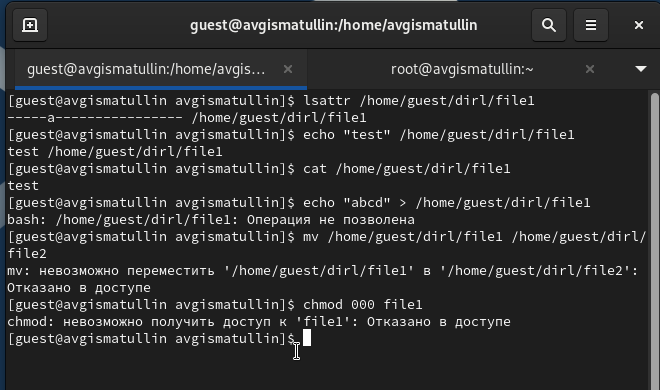 guest@avgismatullin:/home/avgismatullin
guest@avgismatullin:/home/avgis...
root@avgismatullin:~
[guest@avgismatullin avgismatullin]$ lsattr /home/guest/dirl/file1
-----a---------------- /home/guest/dirl/file1
[guest@avgismatullin avgismatullin]$ echo "test" /home/guest/dirl/file1
test /home/guest/dirl/file1
[guest@avgismatullin avgismatullin]$ cat /home/guest/dirl/file1
test
[guest@avgismatullin avgismatullin]$ echo "abcd" > /home/guest/dirl/file1
bash: /home/guest/dirl/file1: Операция не позволена
[guest@avgismatullin avgismatullin]$ mv /home/guest/dirl/file1 /home/guest/dirl/
file2
mv: невозможно переместить '/home/guest/dirl/file1' в '/home/guest/dirl/file2':
Отказано в доступе
[guest@avgismatullin avgismatullin]$ chmod 000 file1
chmod: невозможно получить доступ к 'file1': Отказано в доступе
[guest@avgismatullin avgismatullin]$